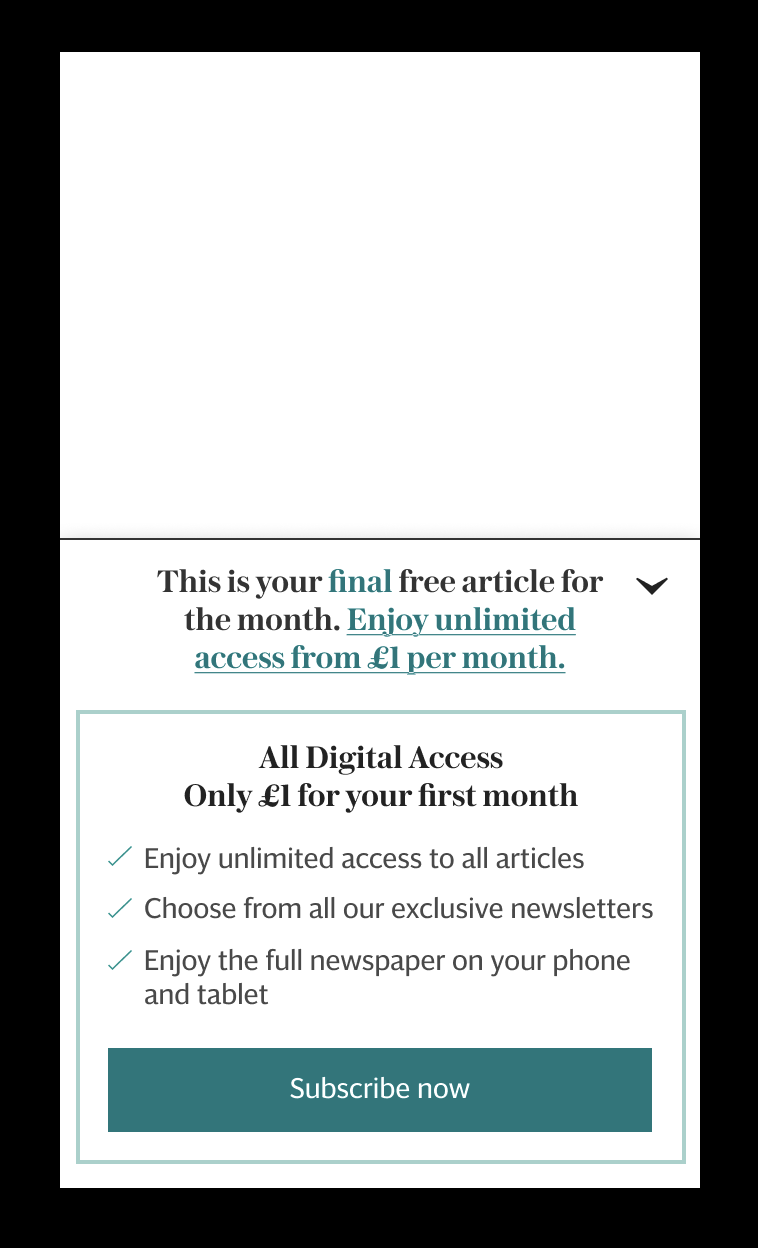 This is your final free article for
the month. Enjoy unlimited
access from £1 per month.
All Digital Access
Only £1 for your first month
Enjoy unlimited access to all articles
Choose from all our exclusive newsletters
Enjoy the full newspaper on your phone
and tablet
Subscribe now